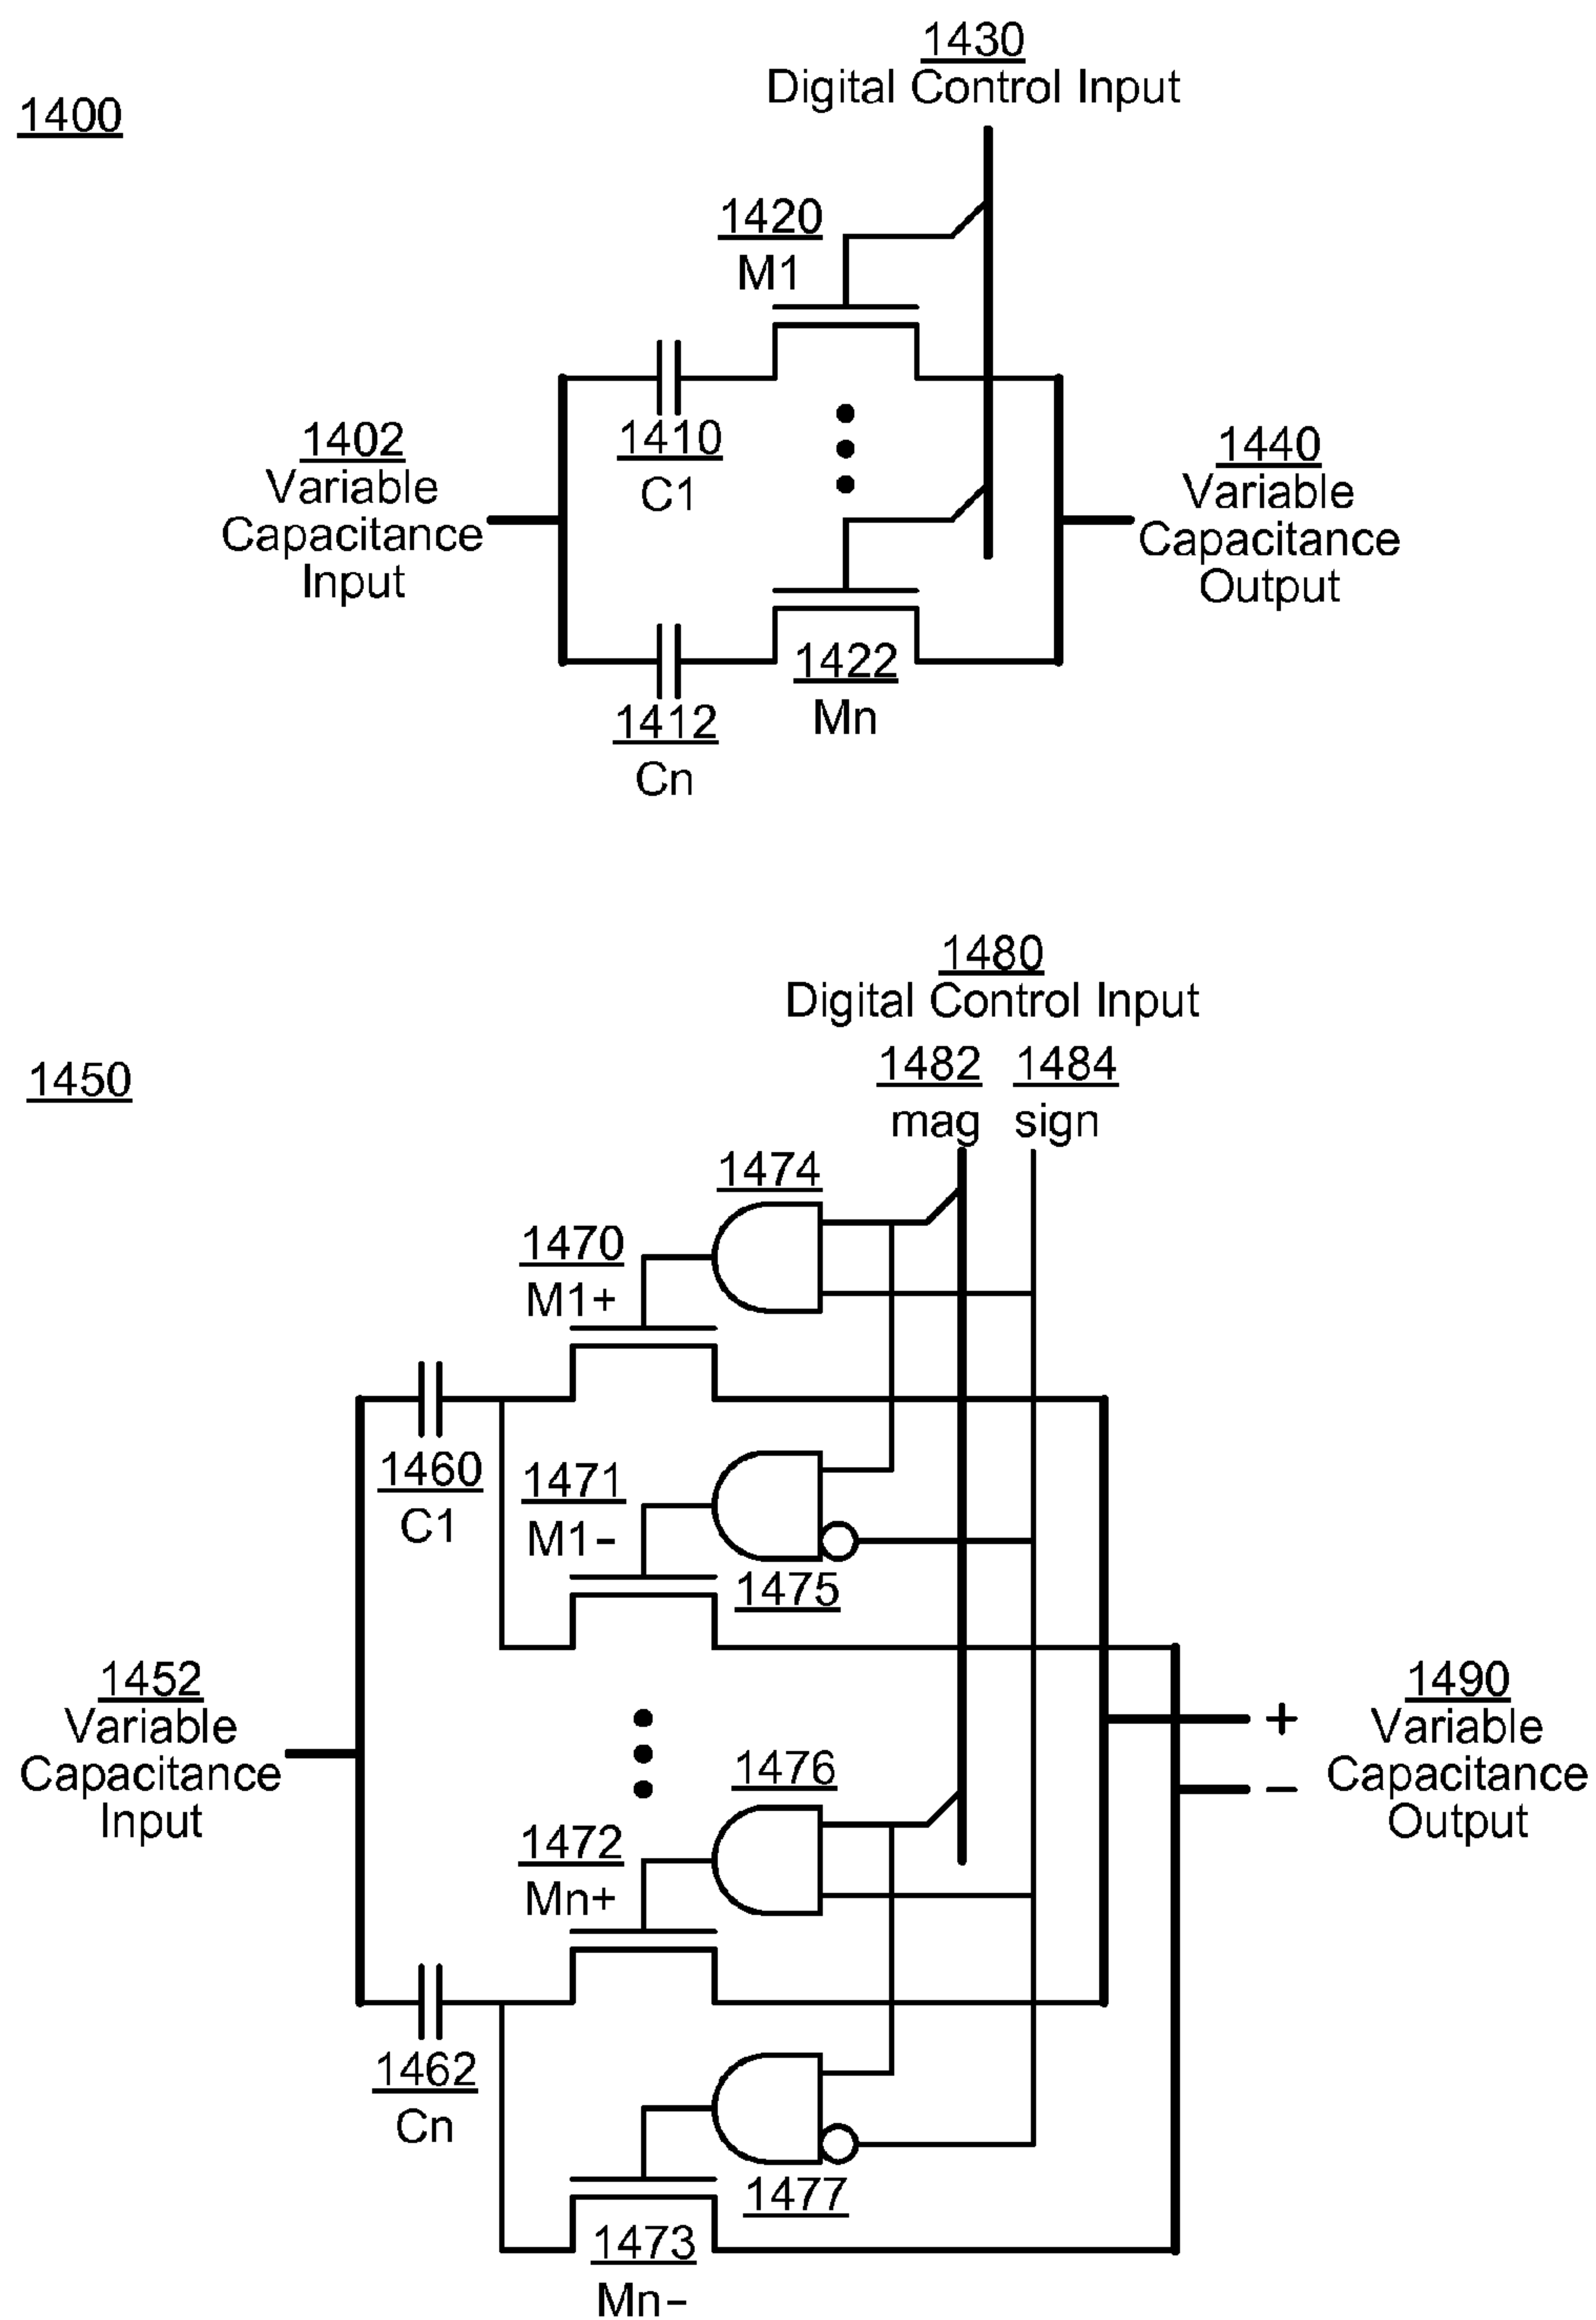 1400
1430
Digital Control Input
1420
M1
1402
Variable
Capacitance
Input
1410
C1
1440
Variable
Capacitance
Output
1422
Mn
1412
Cn
1480
Digital Control Input
1450
1482
mag
1484
sign
1474
1470
M1+
1460
C1
1471
M1-
1475
1452
Variable
Capacitance
Input
1476
+
-
1490
Variable
Capacitance
Output
1472
Mn+
1462
Cn
1477
1473
Mn-